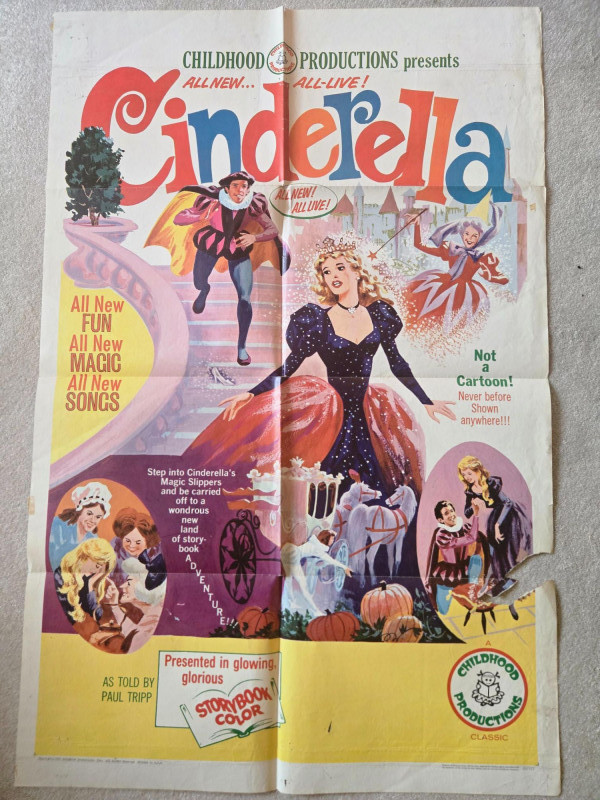 CHILDHOOD PRODUCTIONS presents
CHILDHOOD PRODUCTIONS
ALL NEW... ALL-LIVE!
Cinderella
ALL NEW!
ALL LIVE!
All New
FUN
All New
MAGIC
All New
SONGS
Not
a
Cartoon!
Never before
Shown
anywhere!!!
Step into Cinderella's
Magic Slippers
and be carried
off to a
wondrous
new
land
of story-
book
ADVENTURE!!
AS TOLD BY
PAUL TRIPP
Presented in glowing,
glorious
STORYBOOK
COLOR
A
CHILDHOOD
PRODUCTIONS
CLASSIC